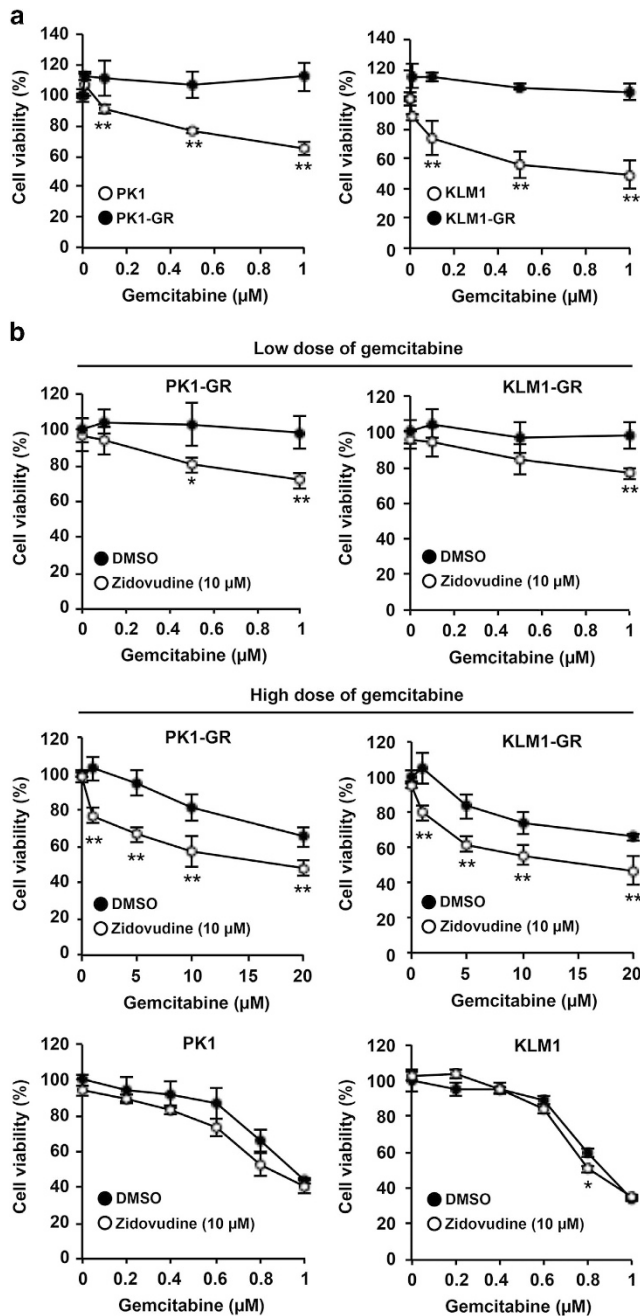 a
140
120
100
80
60
40
20
0
Cell viability (%)
**
**
**
PK1
PK1-GR
0 0.2 0.4 0.6 0.8 1
Gemcitabine (µM)
140
120
100
80
60
40
20
0
Cell viability (%)
**
**
**
KLM1
KLM1-GR
0 0.2 0.4 0.6 0.8 1
Gemcitabine (µM)
b
Low dose of gemcitabine
PK1-GR
120
100
80
60
40
20
0
Cell viability (%)
*
**
DMSO
Zidovudine (10 µM)
0 0.2 0.4 0.6 0.8 1
Gemcitabine (µM)
KLM1-GR
120
100
80
60
40
20
0
Cell viability (%)
**
DMSO
Zidovudine (10 µM)
0 0.2 0.4 0.6 0.8 1
Gemcitabine (µM)
High dose of gemcitabine
PK1-GR
120
100
80
60
40
20
0
Cell viability (%)
**
**
**
**
DMSO
Zidovudine (10 µM)
0 5 10 15 20
Gemcitabine (µM)
KLM1-GR
120
100
80
60
40
20
0
Cell viability (%)
**
**
**
**
DMSO
Zidovudine (10 µM)
0 5 10 15 20
Gemcitabine (µM)
PK1
120
100
80
60
40
20
0
Cell viability (%)
DMSO
Zidovudine (10 µM)
0 0.2 0.4 0.6 0.8 1
Gemcitabine (µM)
KLM1
120
100
80
60
40
20
0
Cell viability (%)
*
DMSO
Zidovudine (10 µM)
0 0.2 0.4 0.6 0.8 1
Gemcitabine (µM)